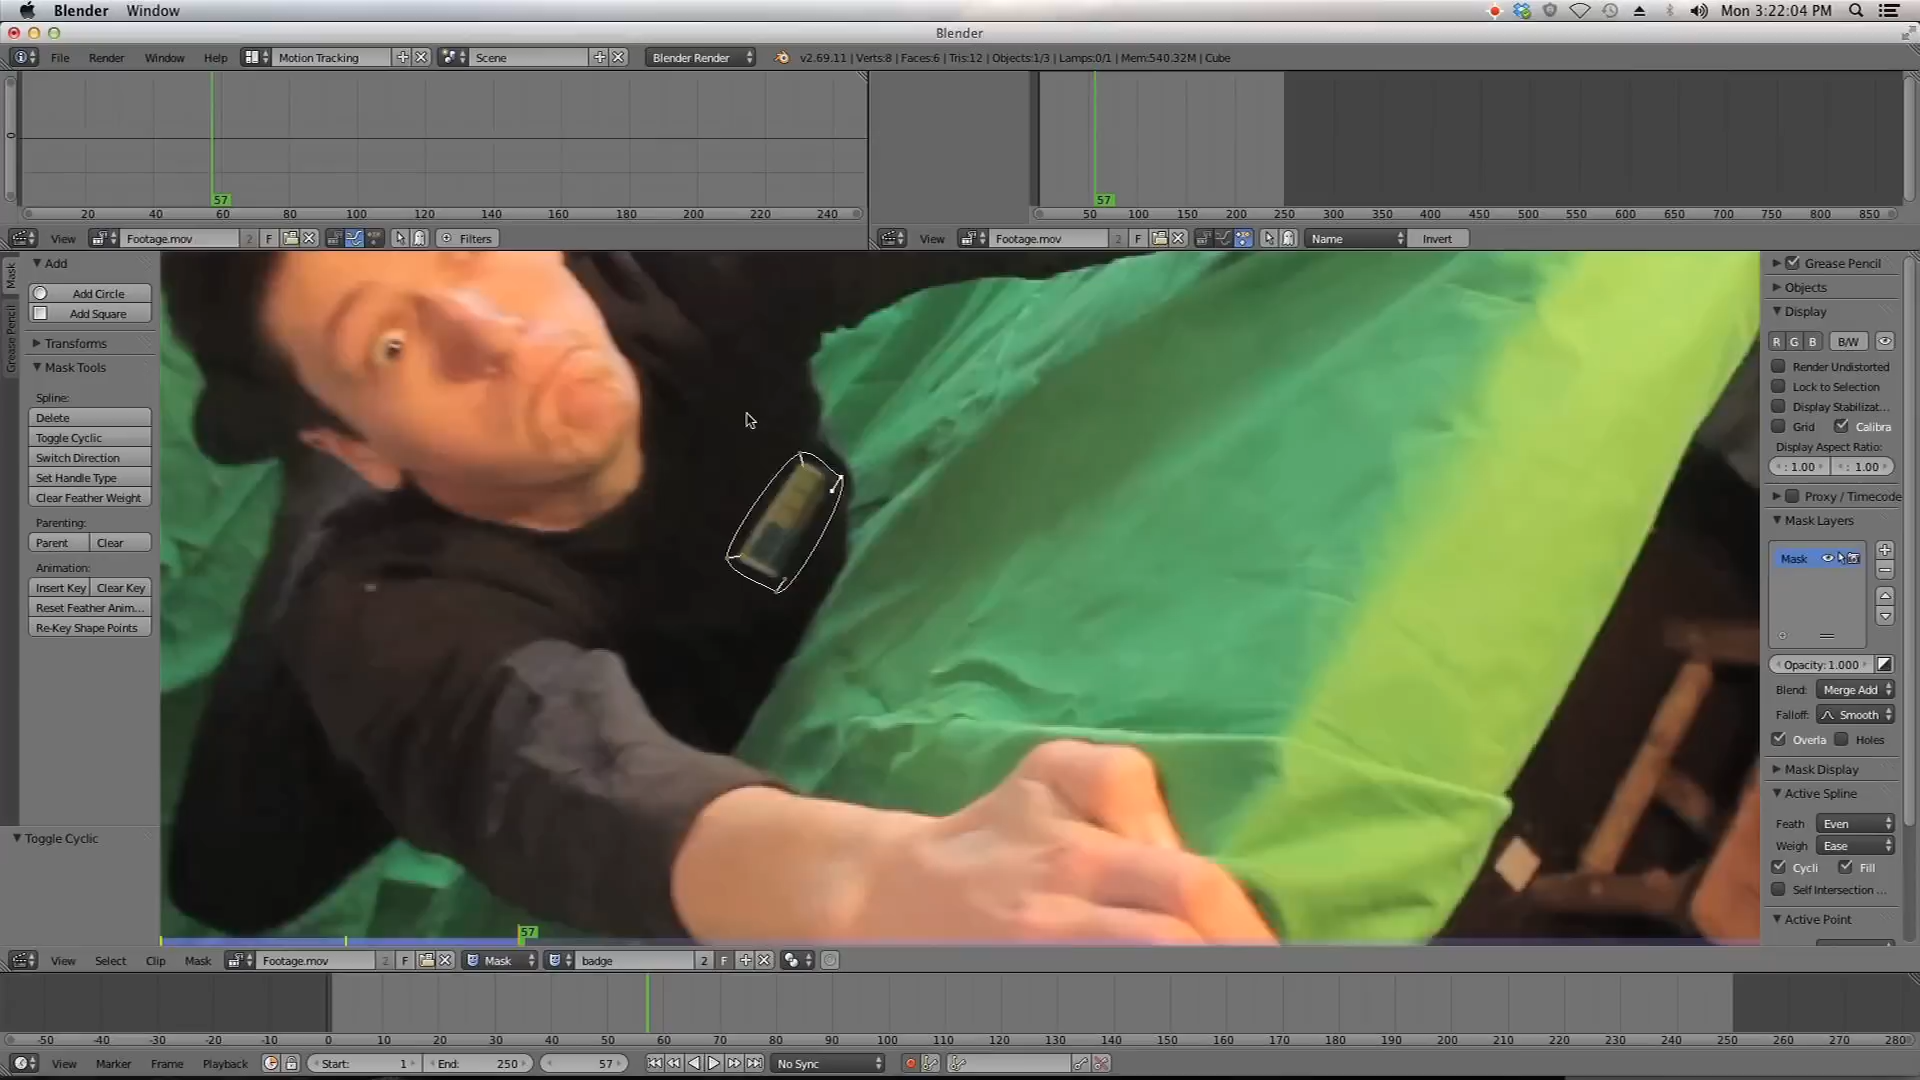 Blender Window Mon 3:22:04 PM
Blender
File Render Window Help Motion Tracking Scene Blender Render v2.69.11 | Verts:8 | Faces:6 | Tris:12 | Objects:1/3 | Lamps:0/1 | Mem:540.32M | Cube
0
57 57
20 40 60 80 100 120 140 160 180 200 220 240 50 100 150 200 250 300 350 400 450 500 550 600 650 700 750 800 850
View Footage.mov 2 F Filters View Footage.mov 2 F Name Invert
Mask
Grease Pencil
Add
Add Circle
Add Square
Transforms
Mask Tools
Spline:
Delete
Toggle Cyclic
Switch Direction
Set Handle Type
Clear Feather Weight
Parenting:
Parent Clear
Animation:
Insert Key Clear Key
Reset Feather Anim...
Re-Key Shape Points
Toggle Cyclic
Grease Pencil
Objects
Display
R G B B/W
Render Undistorted
Lock to Selection
Display Stabilizat...
Grid Calibra
Display Aspect Ratio:
: 1.00 : 1.00
Proxy / Timecode
Mask Layers
Mask
Opacity: 1.000
Blend: Merge Add
Falloff: Smooth
Overla Holes
Mask Display
Active Spline
Feath Even
Weigh Ease
Cycli Fill
Self Intersection ...
Active Point
57
View Select Clip Mask Footage.mov 2 F Mask badge 2 F
-50 -40 -30 -20 -10 0 10 20 30 40 50 60 70 80 90 100 110 120 130 140 150 160 170 180 190 200 210 220 230 240 250 260 270 280
View Marker Frame Playback Start: 1 End: 250 57 No Sync